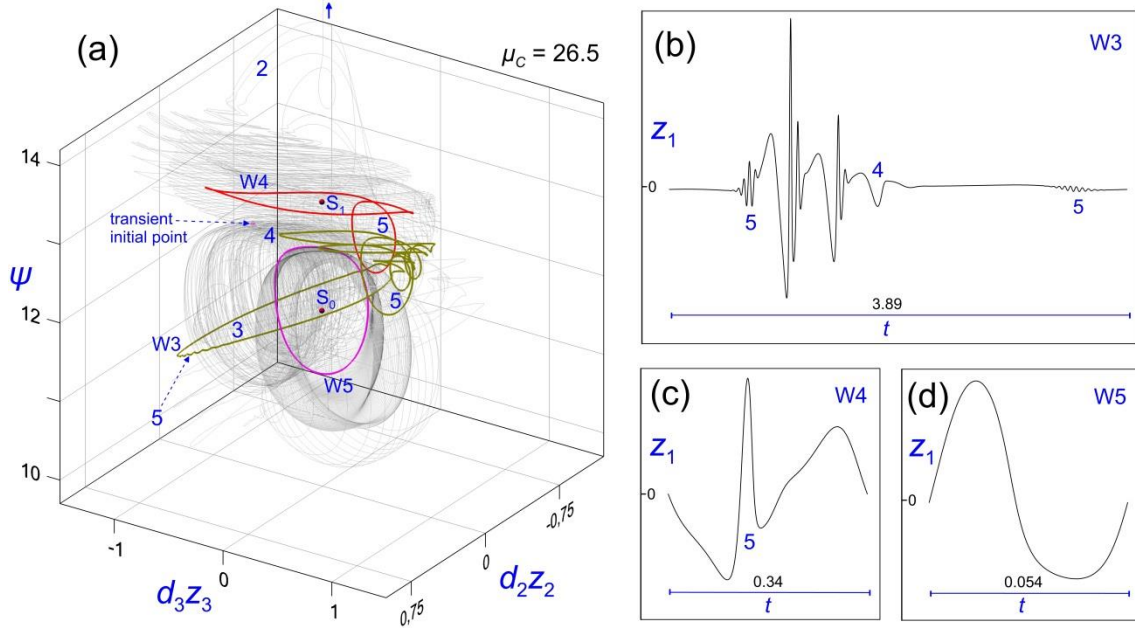 (a)
μC = 26.5
2
14
W4
S1
transient
initial point
4
5
ψ
12
S0
5
3
W3
W5
5
10
-1
0
1
d3z3
-0,75
0
0,75
d2z2
(b)
W3
z1
0
5
4
5
3.89
t
(c)
W4
z1
0
5
0.34
t
(d)
W5
z1
0
0.054
t